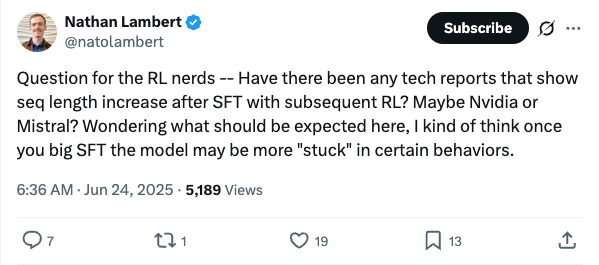 Nathan Lambert
@natolambert
Subscribe
Question for the RL nerds -- Have there been any tech reports that show
seq length increase after SFT with subsequent RL? Maybe Nvidia or
Mistral? Wondering what should be expected here, I kind of think once
you big SFT the model may be more "stuck" in certain behaviors.
6:36 AM · Jun 24, 2025 · 5,189 Views
7 1 19 13